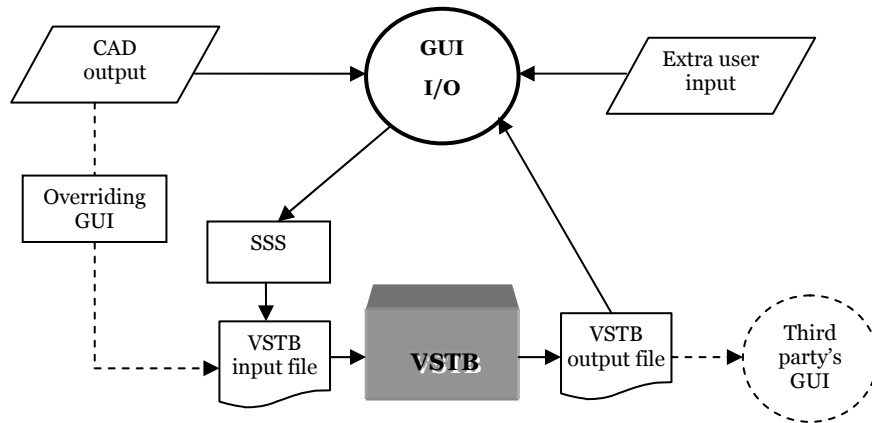 CAD
output
GUI
I/O
Extra user
input
Overriding
GUI
SSS
VSTB
input file
VSTB
VSTB
output file
Third
party's
GUI